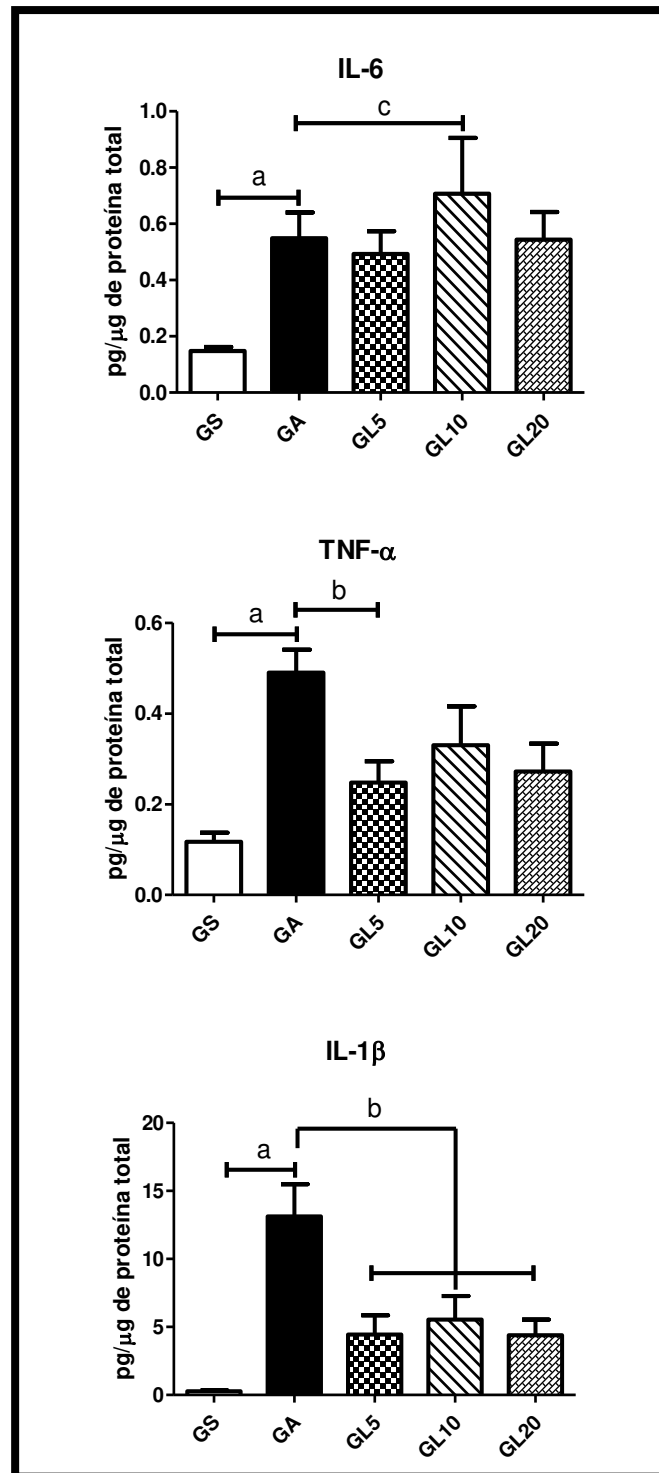 IL-6
c
a
pg/µg de proteína total
1.0
0.8
0.6
0.4
0.2
0.0
GS GA GL5 GL10 GL20
TNF-α
b
a
pg/µg de proteína total
0.6
0.4
0.2
0.0
GS GA GL5 GL10 GL20
IL-1β
b
a
pg/µg de proteína total
20
15
10
5
0
GS GA GL5 GL10 GL20